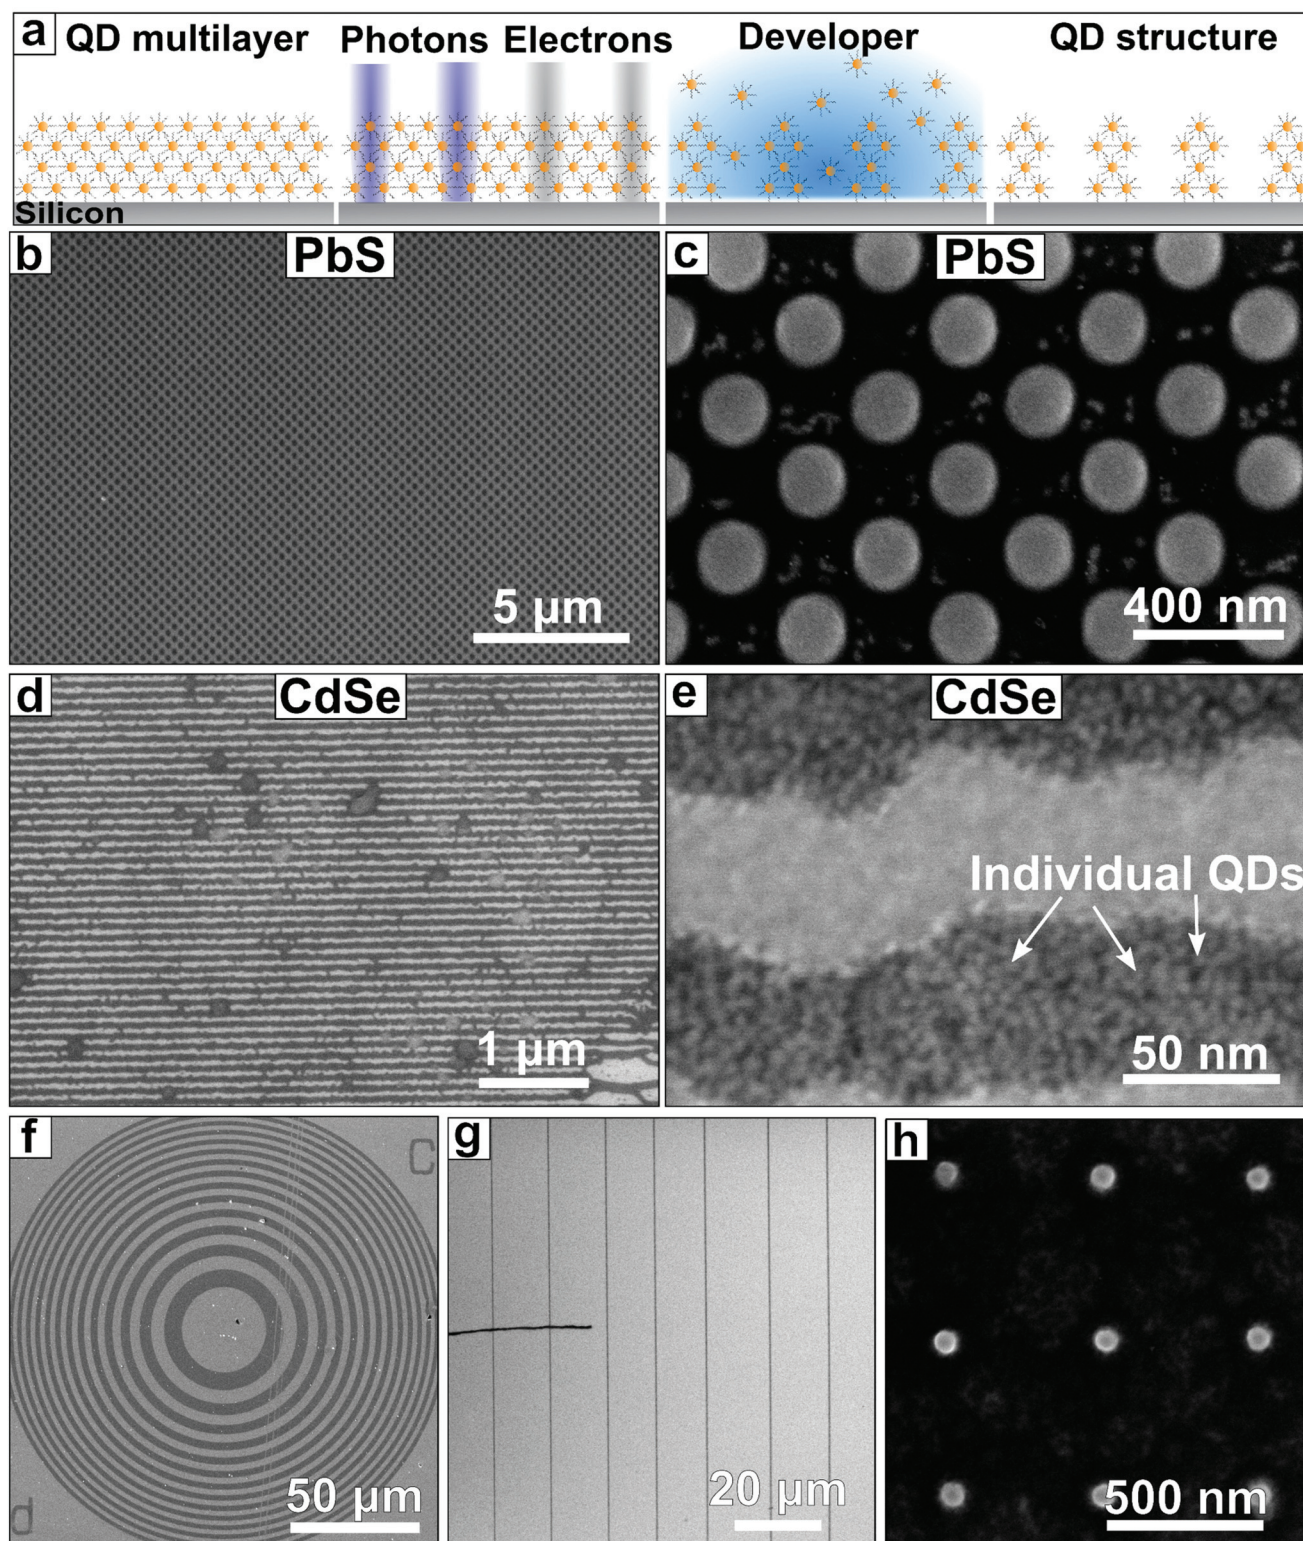 a QD multilayer Photons Electrons Developer QD structure
Silicon
b PbS
5 µm
c PbS
400 nm
d CdSe
1 µm
e CdSe
Individual QDs
50 nm
f
C
d
50 µm
g
20 µm
h
500 nm